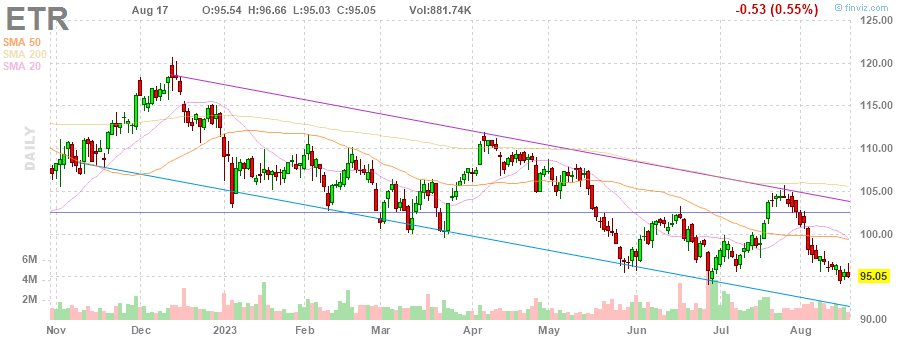 ETR
Aug 17 O:95.54 H:96.66 L:95.03 C:95.05 Vol:881.74K -0.53 (0.55%) © finviz.com
SMA 50
SMA 200
SMA 20
DAILY
6M
4M
2M
125.00
120.00
115.00
110.00
105.00
100.00
95.05
90.00
Nov Dec 2023 Feb Mar Apr May Jun Jul Aug